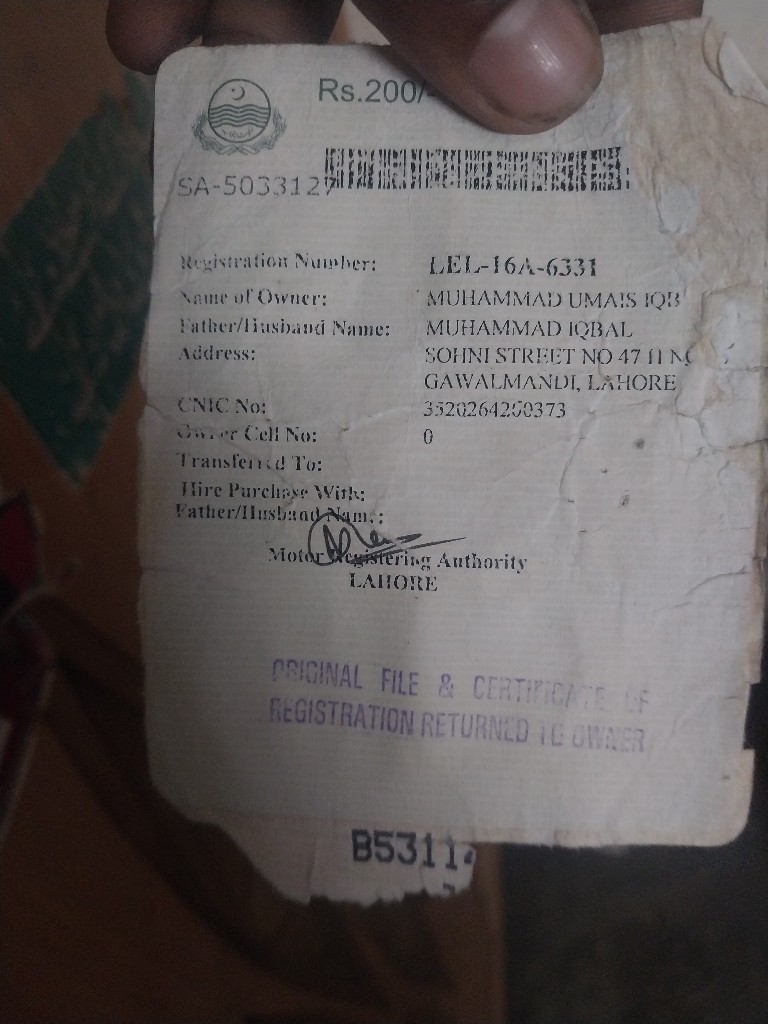 Rs.200/-
SA-5033127
Registration Number: LEL-16A-6331
Name of Owner: MUHAMMAD UMAIS IQB
Father/Husband Name: MUHAMMAD IQBAL
Address: SOHNI STREET NO 47 H
GAWALMANDI, LAHORE
CNIC No: 3520264200373
Owner Cell No: 0
Transferred To:
Hire Purchase With:
Father/Husband Name:
Motor Registering Authority
LAHORE
ORIGINAL FILE & CERTIFICATE OF
REGISTRATION RETURNED TO OWNER
B5311